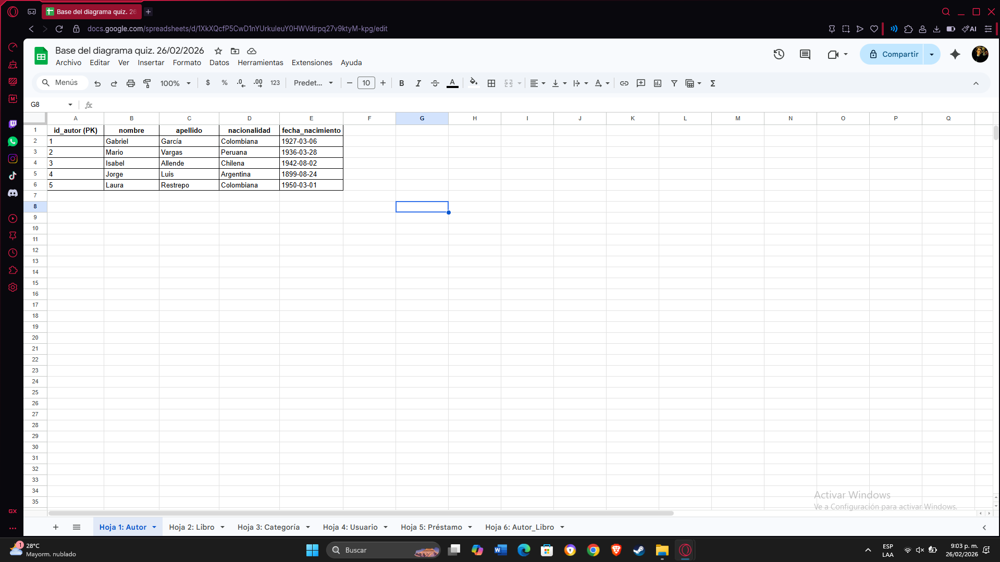 Base del diagrama quiz. 26
docs.google.com/spreadsheets/d/1XkXQcfP5CwD1nYUrkuleuY0HWVdirpq27v9ktyM-kpg/edit
AI
Base del diagrama quiz. 26/02/2026
Archivo Editar Ver Insertar Formato Datos Herramientas Extensiones Ayuda
Compartir
Menús 100% $ % .0 .00 123 Predet... 10 B I A A Σ
G8 fx
A B C D E F G H I J K L M N O P Q
1 id_autor (PK) nombre apellido nacionalidad fecha_nacimiento
2 1 Gabriel García Colombiana 1927-03-06
3 2 Mario Vargas Peruana 1936-03-28
4 3 Isabel Allende Chilena 1942-08-02
5 4 Jorge Luis Argentina 1899-08-24
6 5 Laura Restrepo Colombiana 1950-03-01
7
8
9
10
11
12
13
14
15
16
17
18
19
20
21
22
23
24
25
26
27
28
29
30
31
32
33
34
35
Activar Windows
Ve a Configuración para activar Windows.
GX
Hoja 1: Autor Hoja 2: Libro Hoja 3: Categoría Hoja 4: Usuario Hoja 5: Préstamo Hoja 6: Autor_Libro
1 28°C
Mayorm. nublado
Buscar
ESP
LAA
9:03 p. m.
26/02/2026